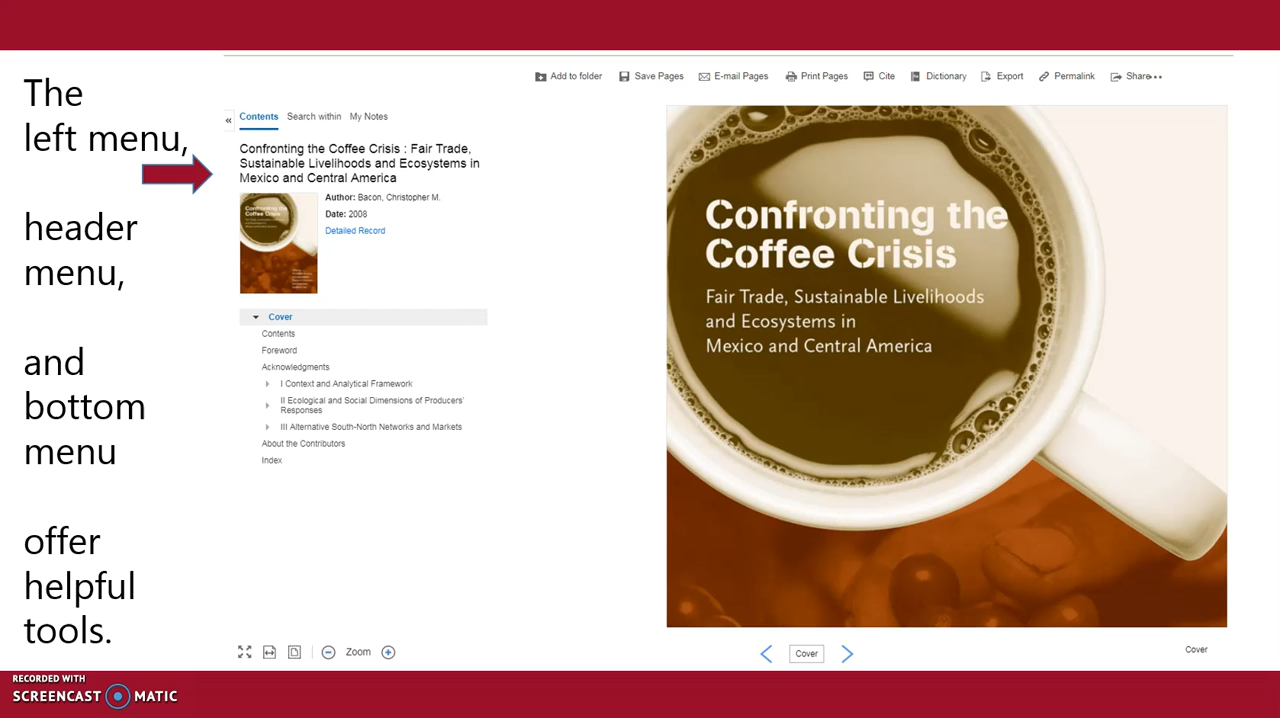 The
left menu,
header
menu,
and
bottom
menu
offer
helpful
tools.
Add to folder
Save Pages
E-mail Pages
Print Pages
Cite
Dictionary
Export
Permalink
Share
Contents
Search within
My Notes
Confronting the Coffee Crisis : Fair Trade,
Sustainable Livelihoods and Ecosystems in
Mexico and Central America
Confronting the
Coffee Crisis
Author: Bacon, Christopher M.
Date: 2008
Detailed Record
Cover
Contents
Foreword
Acknowledgments
I Context and Analytical Framework
II Ecological and Social Dimensions of Producers'
Responses
III Alternative South-North Networks and Markets
About the Contributors
Index
Confronting the
Coffee Crisis
Fair Trade, Sustainable Livelihoods
and Ecosystems in
Mexico and Central America
Zoom
Cover
Cover
RECORDED WITH
SCREENCAST MATIC